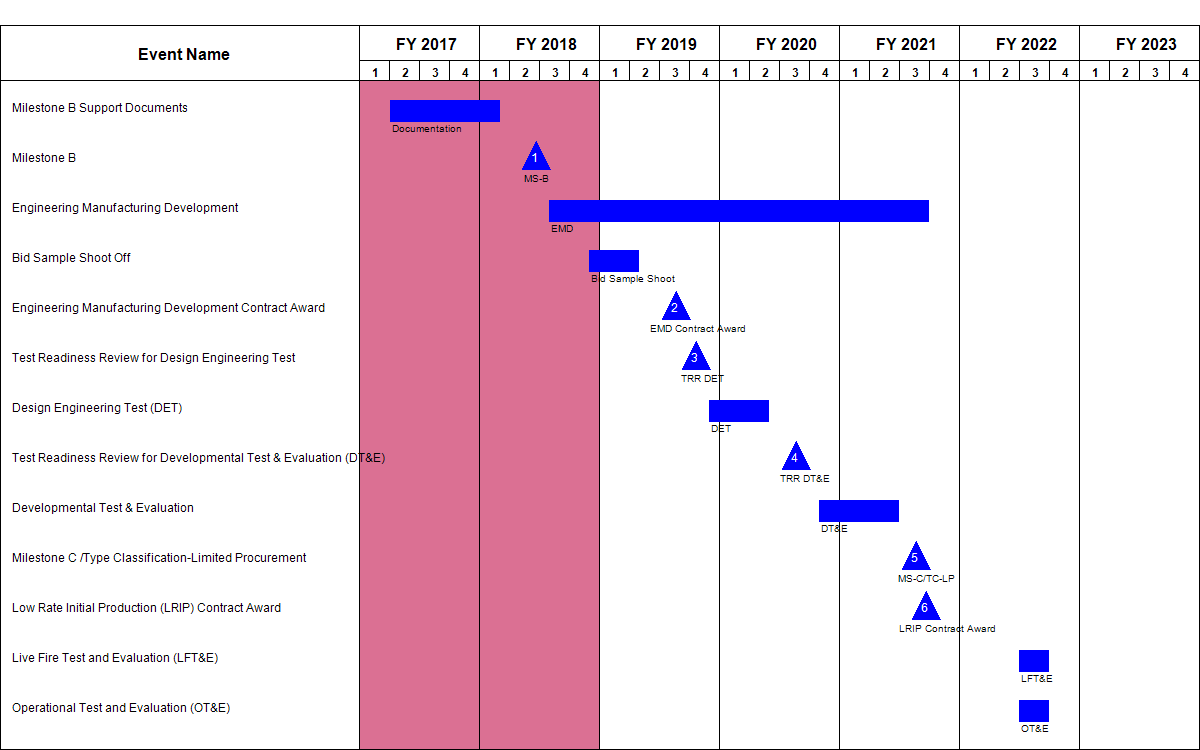 Event Name
FY 2017 FY 2018 FY 2019 FY 2020 FY 2021 FY 2022 FY 2023
1 2 3 4 1 2 3 4 1 2 3 4 1 2 3 4 1 2 3 4 1 2 3 4 1 2 3 4
Milestone B Support Documents
Documentation
Milestone B
1
MS-B
Engineering Manufacturing Development
EMD
Bid Sample Shoot Off
Bid Sample Shoot
Engineering Manufacturing Development Contract Award
2
EMD Contract Award
Test Readiness Review for Design Engineering Test
3
TRR DET
Design Engineering Test (DET)
DET
Test Readiness Review for Developmental Test & Evaluation (DT&E)
4
TRR DT&E
Developmental Test & Evaluation
DT&E
Milestone C /Type Classification-Limited Procurement
5
MS-C/TC-LP
Low Rate Initial Production (LRIP) Contract Award
6
LRIP Contract Award
Live Fire Test and Evaluation (LFT&E)
LFT&E
Operational Test and Evaluation (OT&E)
OT&E